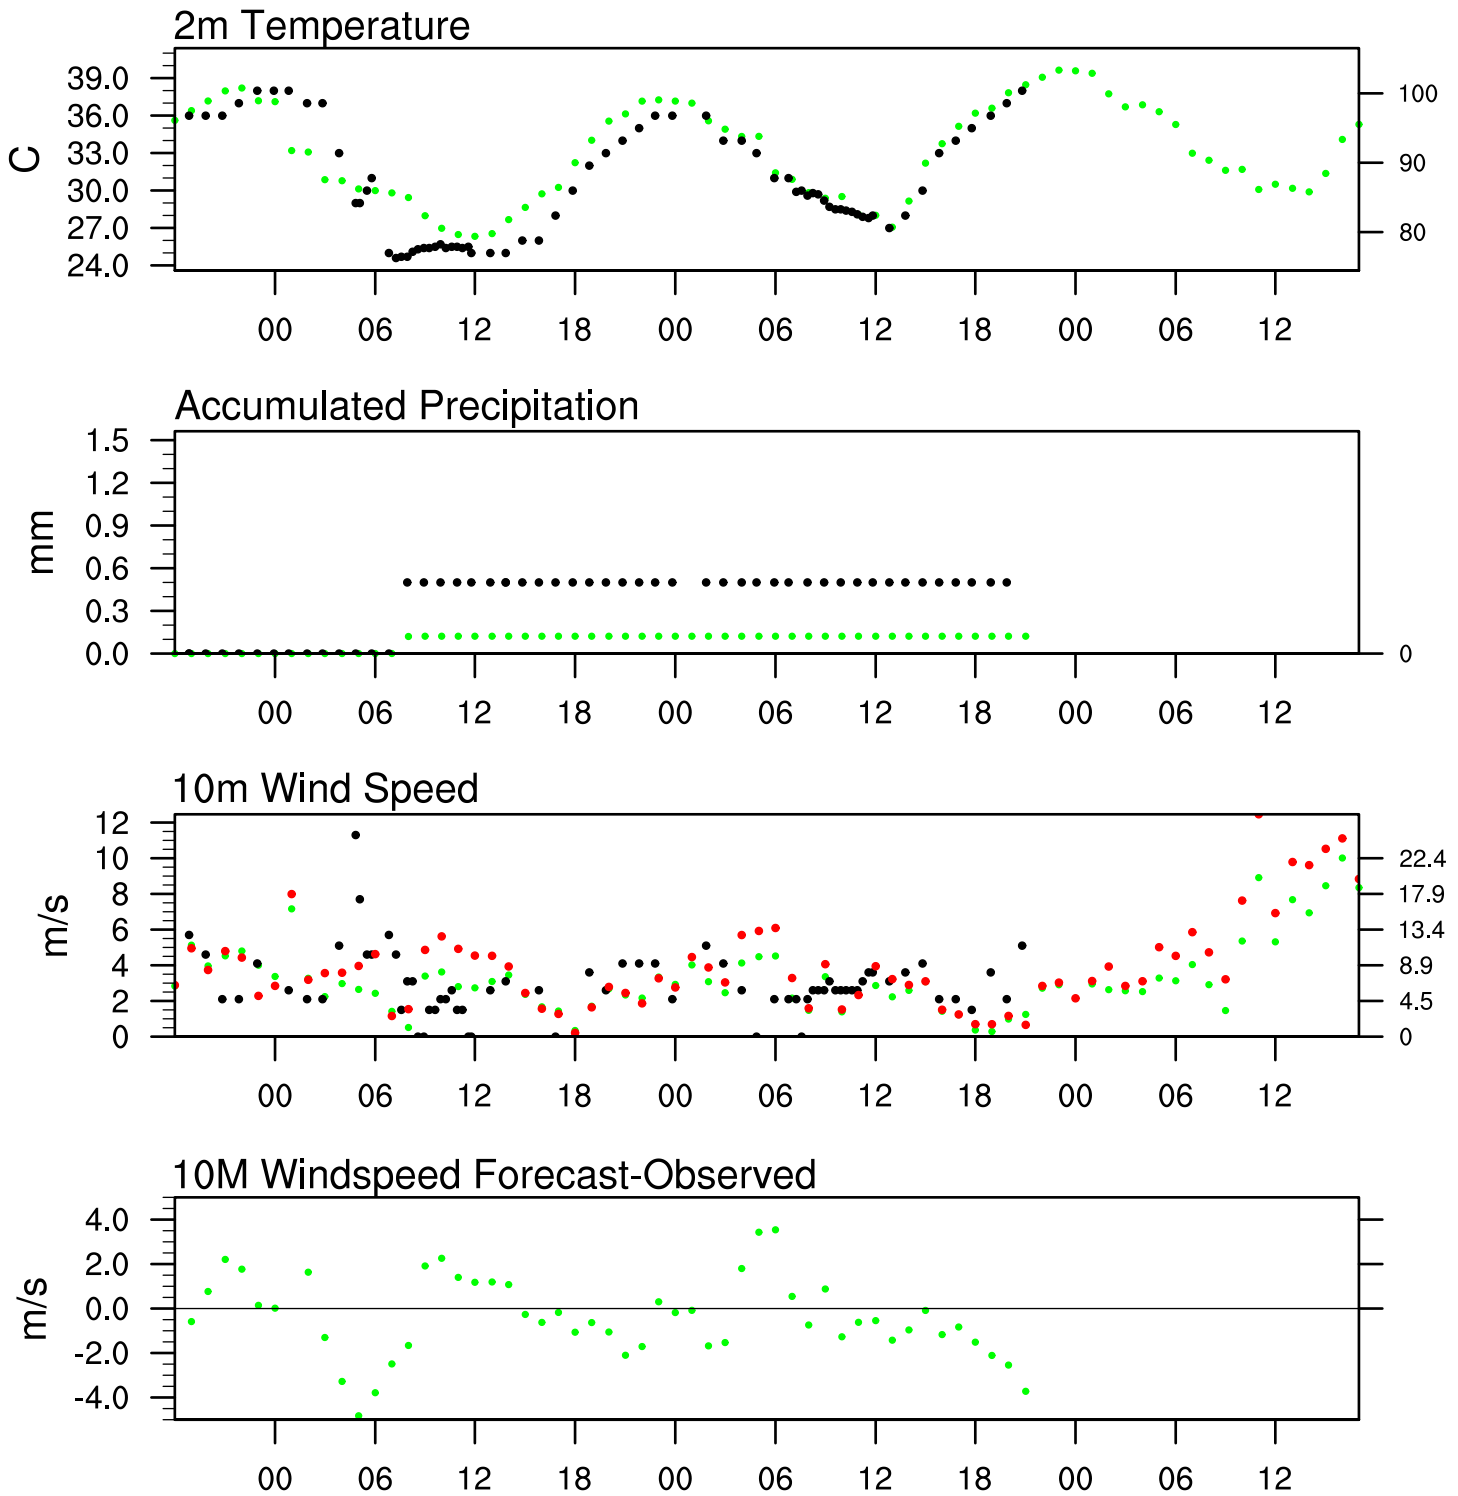 2m Temperature
39.0
36.0
33.0
30.0
27.0
24.0
C
100
90
80
00 06 12 18 00 06 12 18 00 06 12
Accumulated Precipitation
1.5
1.2
0.9
0.6
0.3
0.0
mm
0
00 06 12 18 00 06 12 18 00 06 12
10m Wind Speed
12
10
8
6
4
2
0
m/s
22.4
17.9
13.4
8.9
4.5
0
00 06 12 18 00 06 12 18 00 06 12
10M Windspeed Forecast-Observed
4.0
2.0
0.0
-2.0
-4.0
m/s
00 06 12 18 00 06 12 18 00 06 12